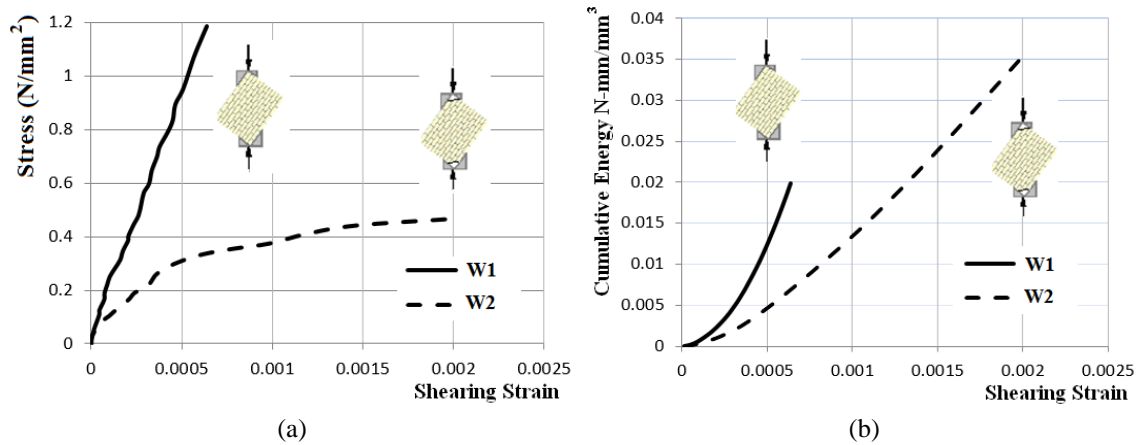 Stress (N/mm²)
1.2
1
0.8
0.6
0.4
0.2
0
W1
W2
0 0.0005 0.001 0.0015 0.002 0.0025
Shearing Strain
(a)
Cumulative Energy N-mm/mm³
0.04
0.035
0.03
0.025
0.02
0.015
0.01
0.005
0
W1
W2
0 0.0005 0.001 0.0015 0.002 0.0025
Shearing Strain
(b)